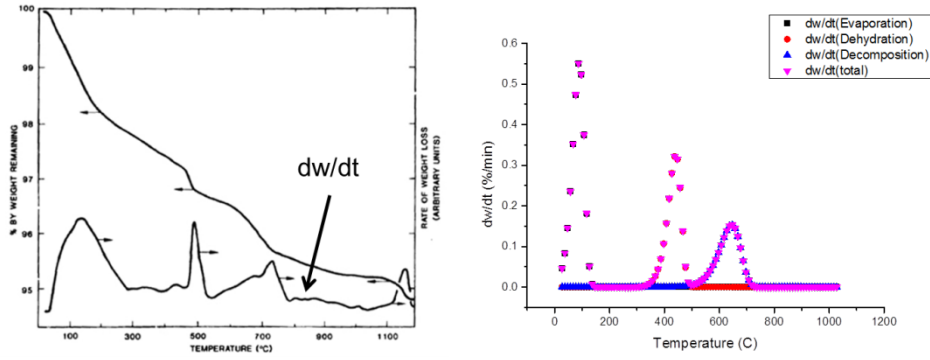 100
99
98
97
96
95
% BY WEIGHT REMAINING
dw/dt
RATE OF WEIGHT LOSS
(ARBITRARY UNITS)
100 300 500 700 900 1100
TEMPERATURE (°C)
dw/dt(Evaporation)
dw/dt(Dehydration)
dw/dt(Decomposition)
dw/dt(total)
0.6
0.5
0.4
0.3
0.2
0.1
0.0
dw/dt (%/min)
0 200 400 600 800 1000 1200
Temperature (C)